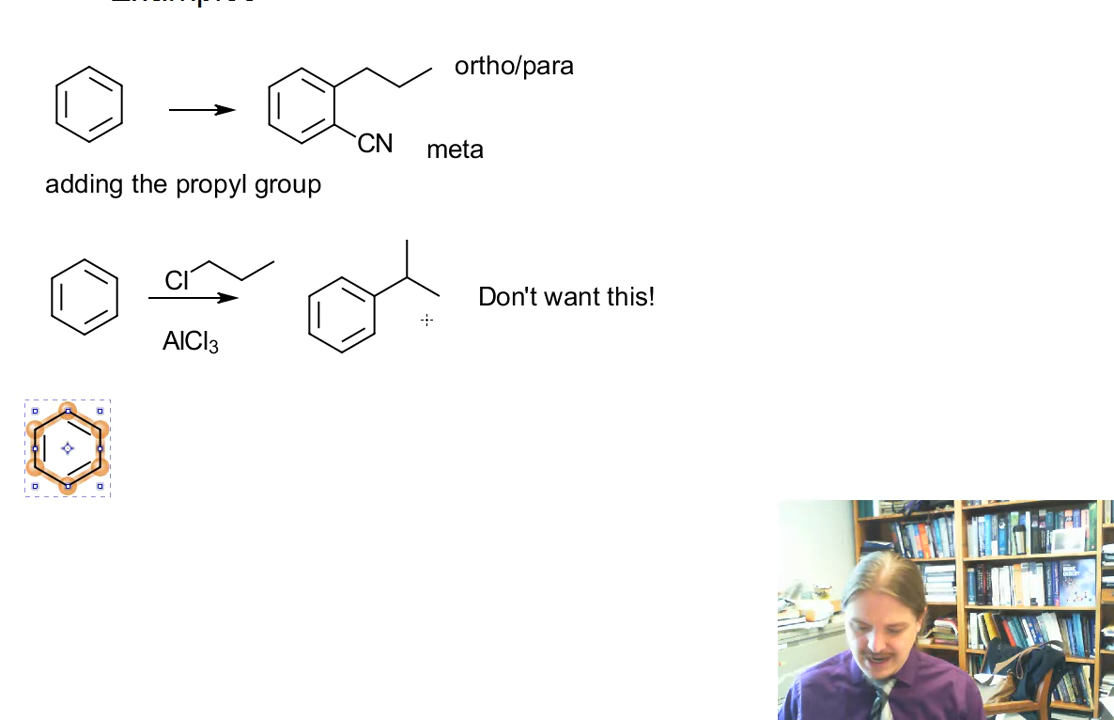 ortho/para
CN
meta
adding the propyl group
Cl
Don't want this!
AlCl3